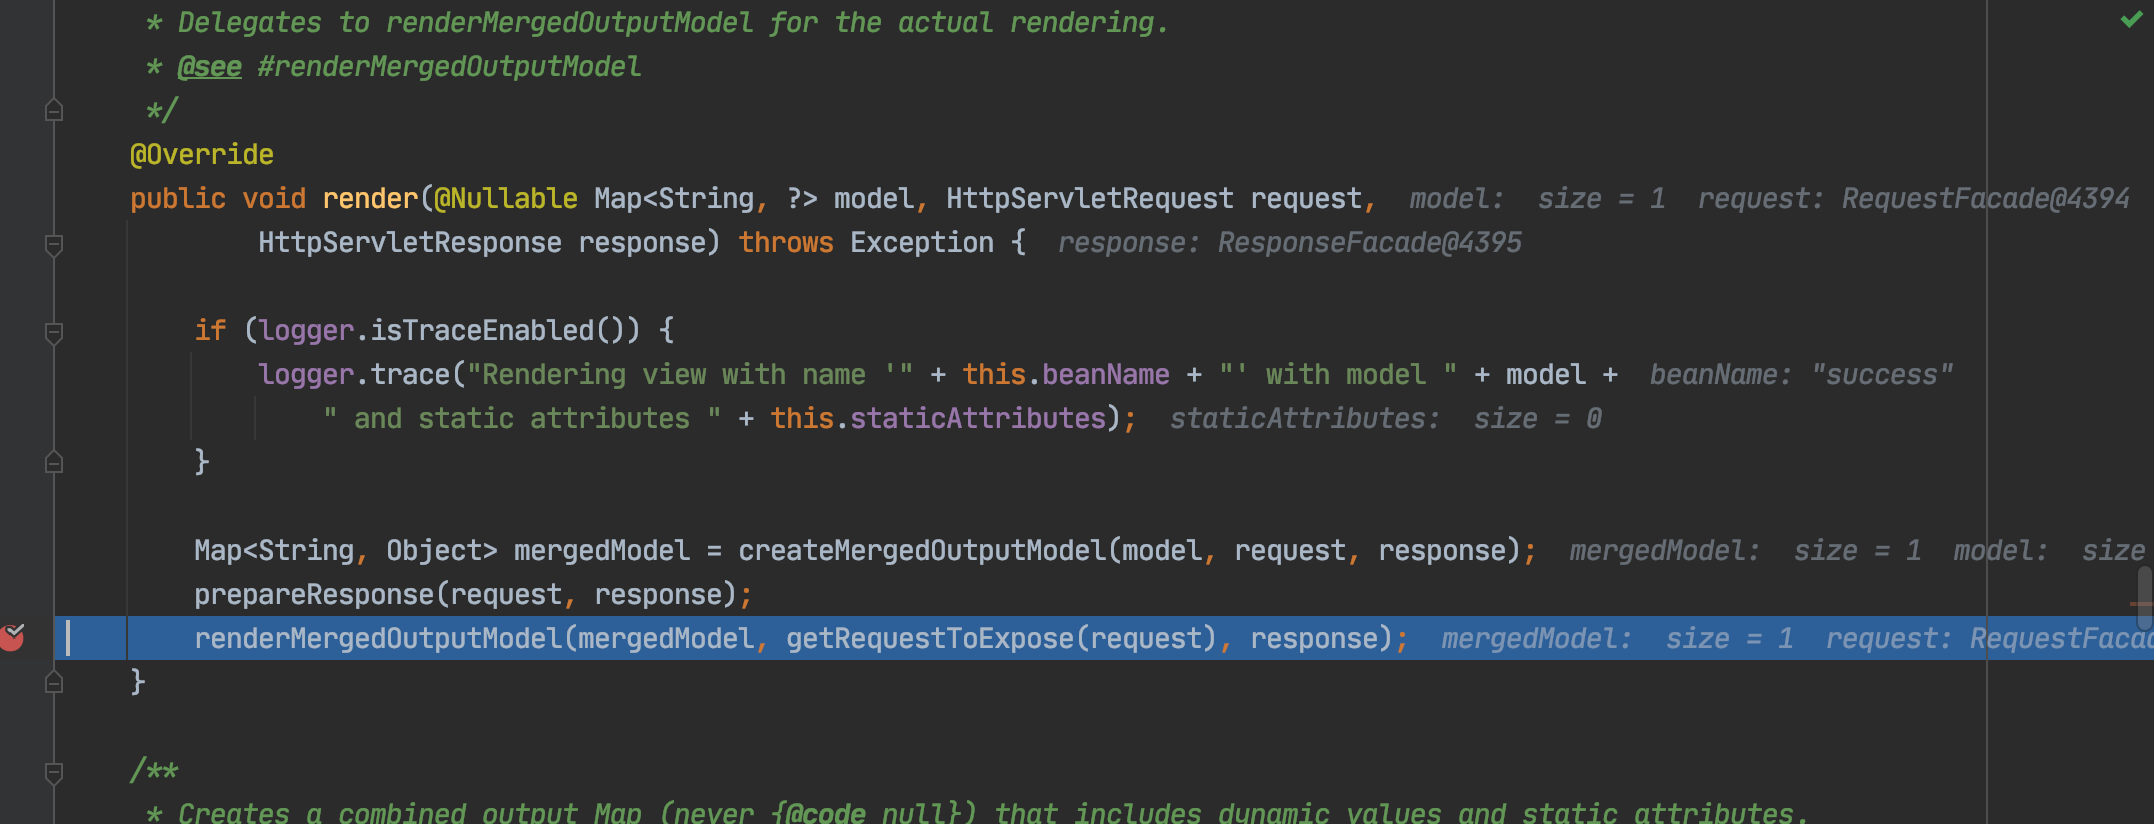 * Delegates to renderMergedOutputModel for the actual rendering.
* @see #renderMergedOutputModel
*/
@Override
public void render(@Nullable Map<String, ?> model, HttpServletRequest request,  model:  size = 1  request: RequestFacade@4394
HttpServletResponse response) throws Exception {  response: ResponseFacade@4395
if (logger.isTraceEnabled()) {
logger.trace("Rendering view with name '" + this.beanName + "' with model " + model +  beanName: "success"
" and static attributes " + this.staticAttributes);  staticAttributes:  size = 0
}
Map<String, Object> mergedModel = createMergedOutputModel(model, request, response);  mergedModel:  size = 1  model:  size
prepareResponse(request, response);
renderMergedOutputModel(mergedModel, getRequestToExpose(request), response);  mergedModel:  size = 1  request: RequestFacad
}
/**
* Creates a combined output Map (never {@code null}) that includes dynamic values and static attributes.